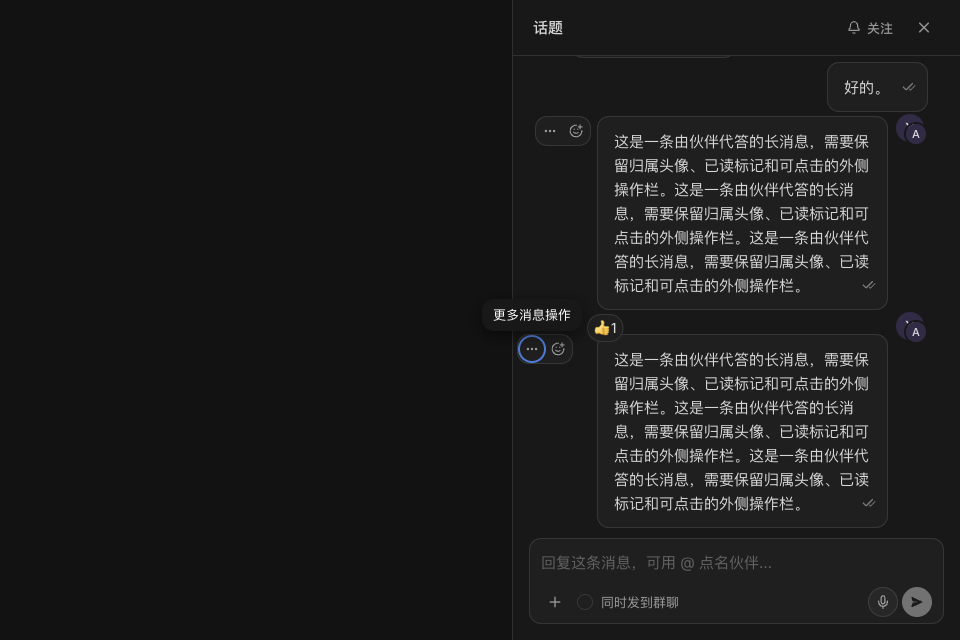 话题
关注
好的。
这是一条由伙伴代答的长消息，需要保
留归属头像、已读标记和可点击的外侧
操作栏。这是一条由伙伴代答的长消
息，需要保留归属头像、已读标记和可
点击的外侧操作栏。这是一条由伙伴代
答的长消息，需要保留归属头像、已读
标记和可点击的外侧操作栏。
A
更多消息操作
👍1
A
这是一条由伙伴代答的长消息，需要保
留归属头像、已读标记和可点击的外侧
操作栏。这是一条由伙伴代答的长消
息，需要保留归属头像、已读标记和可
点击的外侧操作栏。这是一条由伙伴代
答的长消息，需要保留归属头像、已读
标记和可点击的外侧操作栏。
回复这条消息，可用 @ 点名伙伴...
同时发到群聊